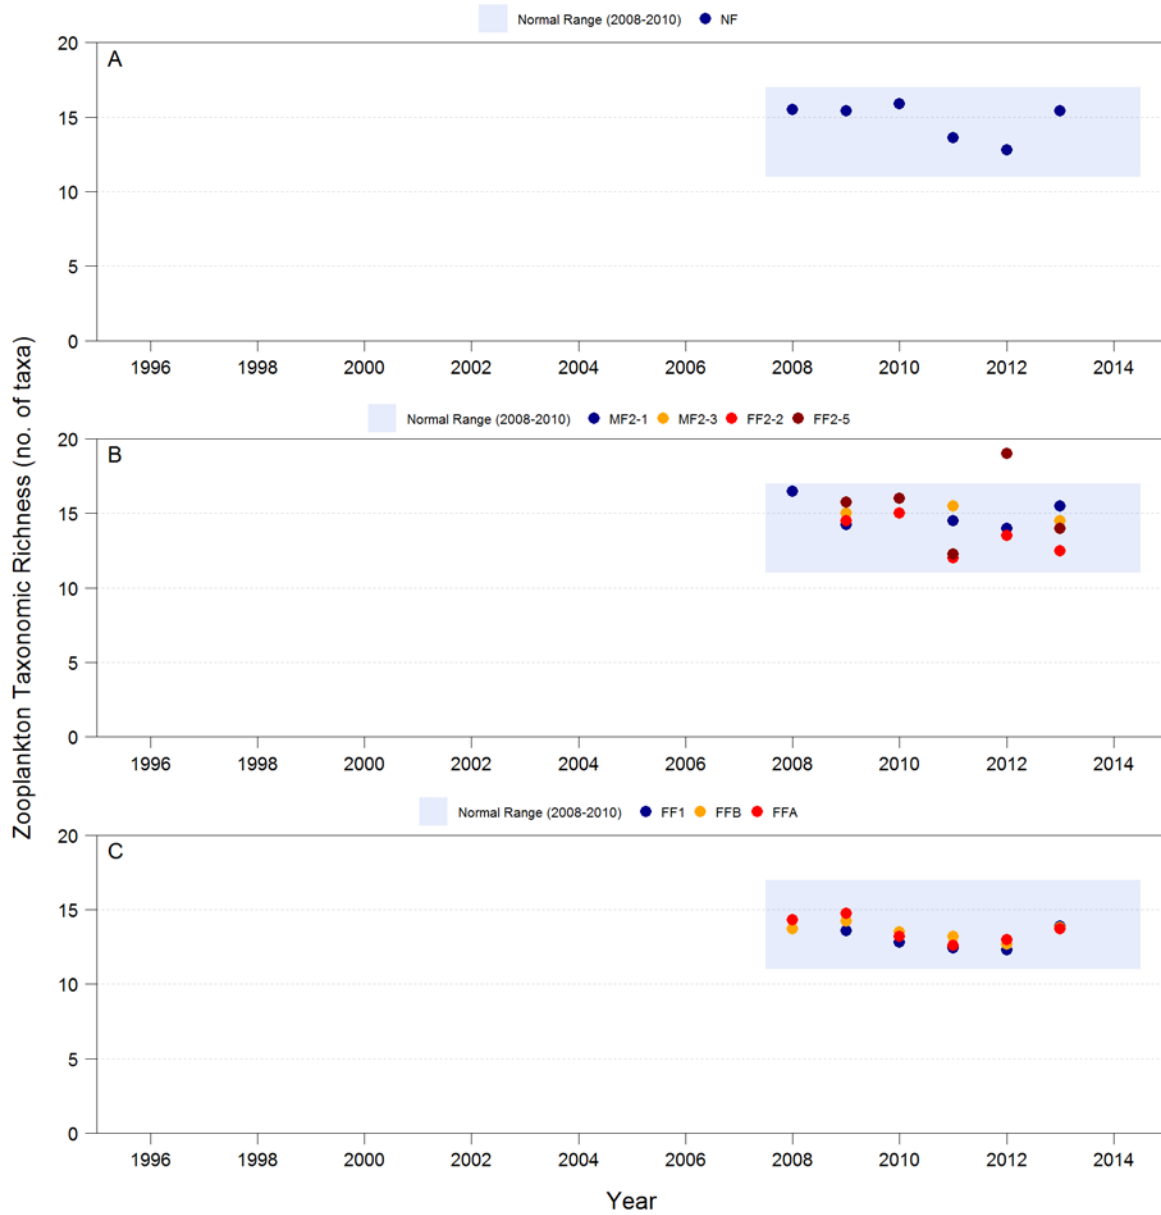 Normal Range (2008-2010) NF
A
20
15
10
5
0
1996 1998 2000 2002 2004 2006 2008 2010 2012 2014
Normal Range (2008-2010) MF2-1 MF2-3 FF2-2 FF2-5
B
20
15
10
5
0
1996 1998 2000 2002 2004 2006 2008 2010 2012 2014
Zooplankton Taxonomic Richness (no. of taxa)
Normal Range (2008-2010) FF1 FFB FFA
C
20
15
10
5
0
1996 1998 2000 2002 2004 2006 2008 2010 2012 2014
Year